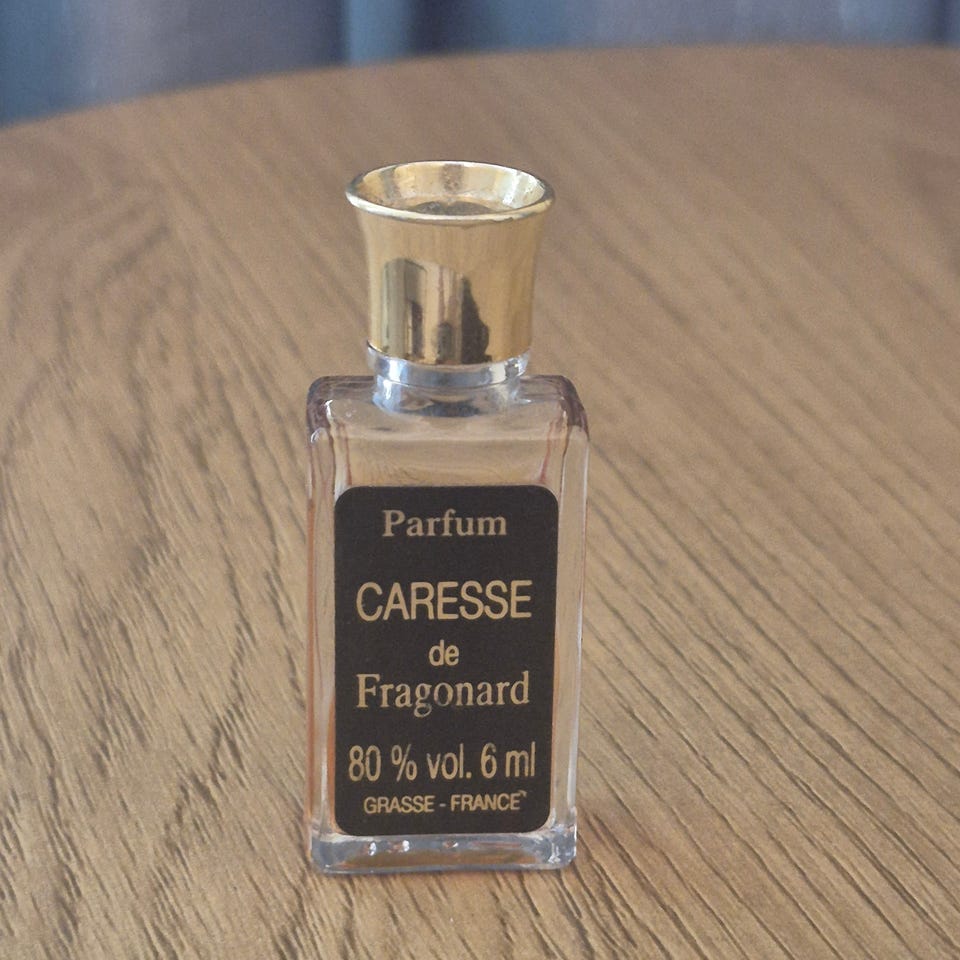 Parfum
CARESSE
de
Fragonard
80 % vol. 6 ml
GRASSE - FRANCE